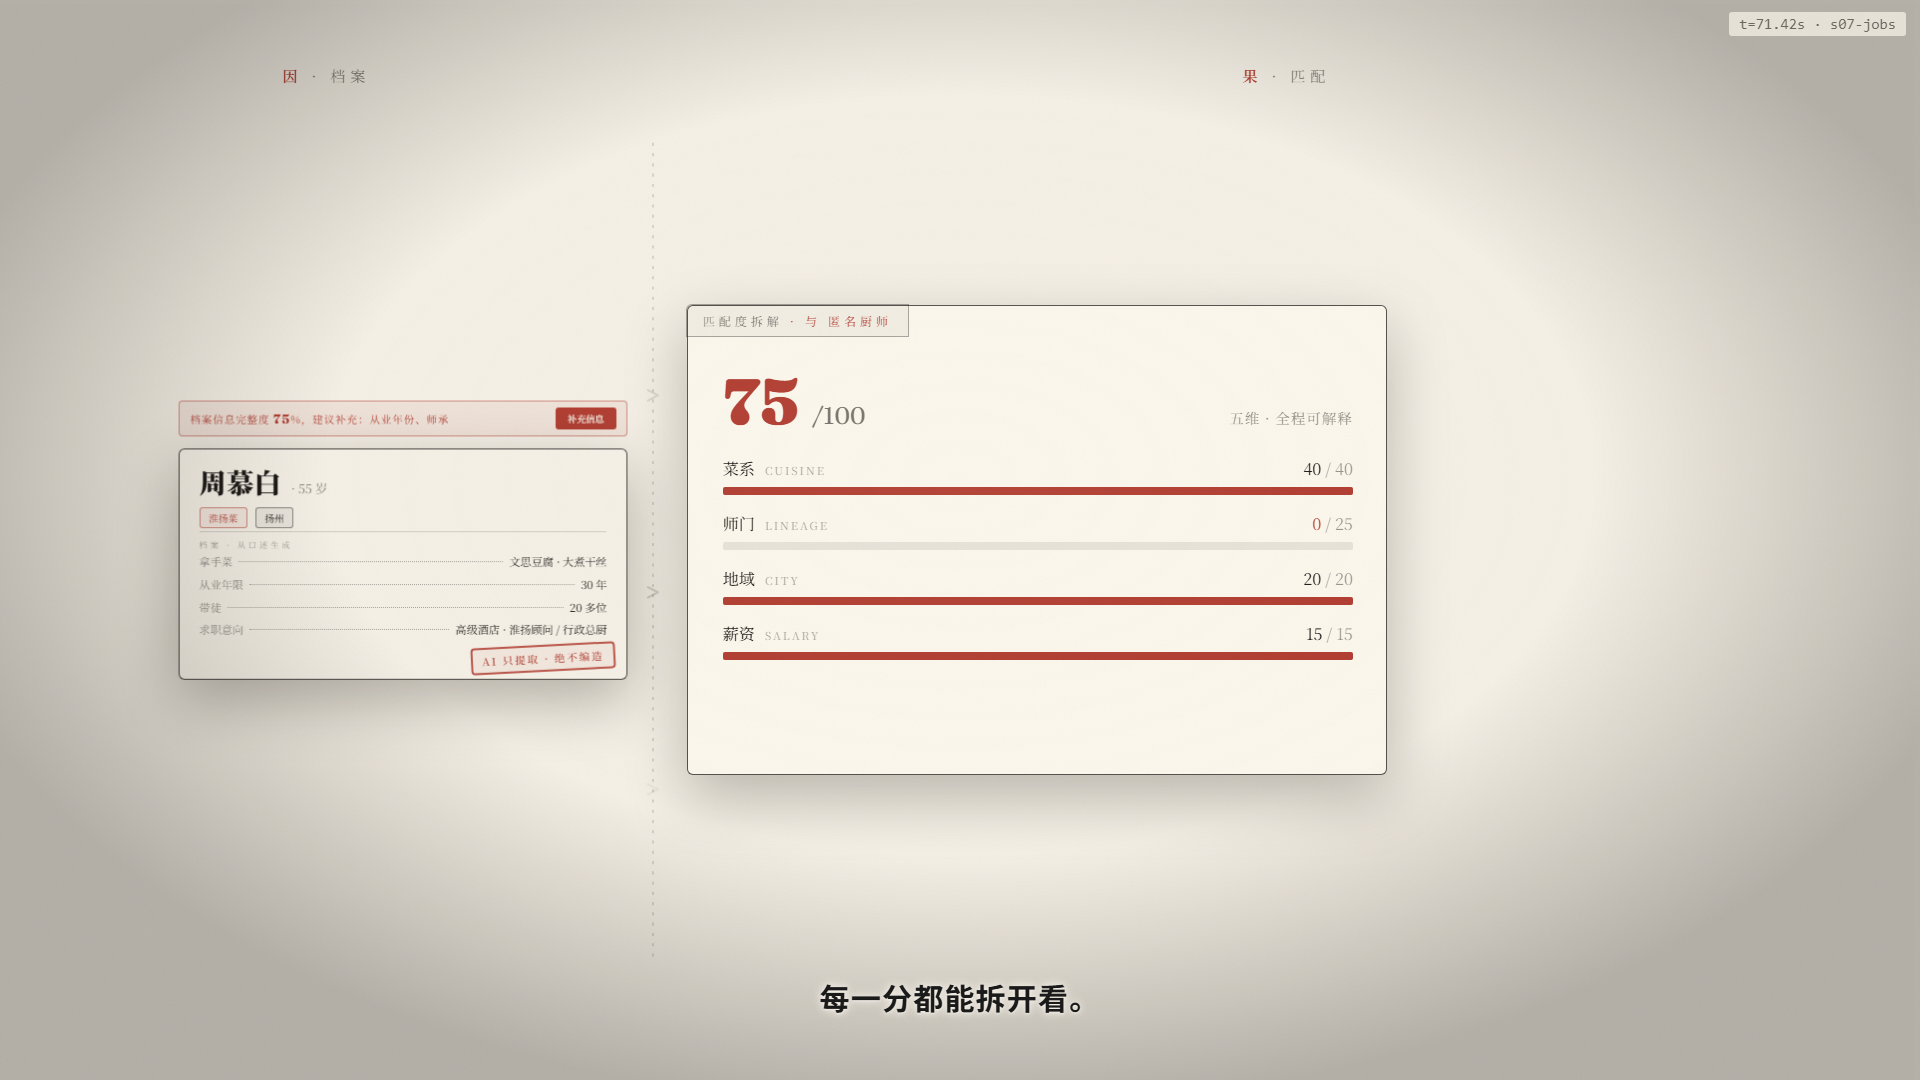 t=71.42s · s07-jobs
因 · 档案
果 · 匹配
档案信息完整度 75%，建议补充：从业年份、师承
补充信息
周慕白 · 55 岁
淮扬菜 扬州
档案 · 从口述生成
拿手菜 文思豆腐 · 大煮干丝
从业年限 30 年
带徒 20 多位
求职意向 高级酒店 · 淮扬顾问 / 行政总厨
AI 只提取 · 绝不编造
匹配度拆解 · 与 匿名厨师
75 /100
五维 · 全程可解释
菜系 CUISINE 40 / 40
师门 LINEAGE 0 / 25
地域 CITY 20 / 20
薪资 SALARY 15 / 15
每一分都能拆开看。